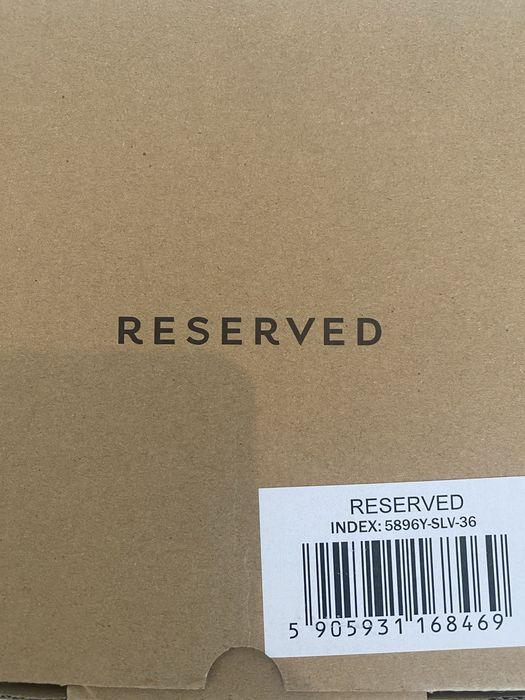 RESERVED
RESERVED
INDEX: 5896Y-SLV-36
5 905931 168469